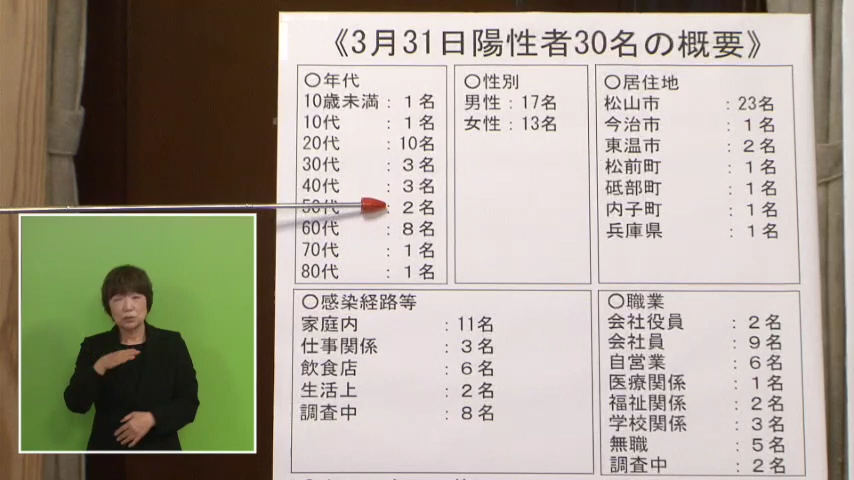 《3月31日陽性者30名の概要》
〇年代
10歳未満：1名
10代：1名
20代：10名
30代：3名
40代：3名
50代：2名
60代：8名
70代：1名
80代：1名
〇性別
男性：17名
女性：13名
〇居住地
松山市：23名
今治市：1名
東温市：2名
松前町：1名
砥部町：1名
内子町：1名
兵庫県：1名
〇感染経路等
家庭内：11名
仕事関係：3名
飲食店：6名
生活上：2名
調査中：8名
〇職業
会社役員：2名
会社員：9名
自営業：6名
医療関係：1名
福祉関係：2名
学校関係：3名
無職：5名
調査中：2名